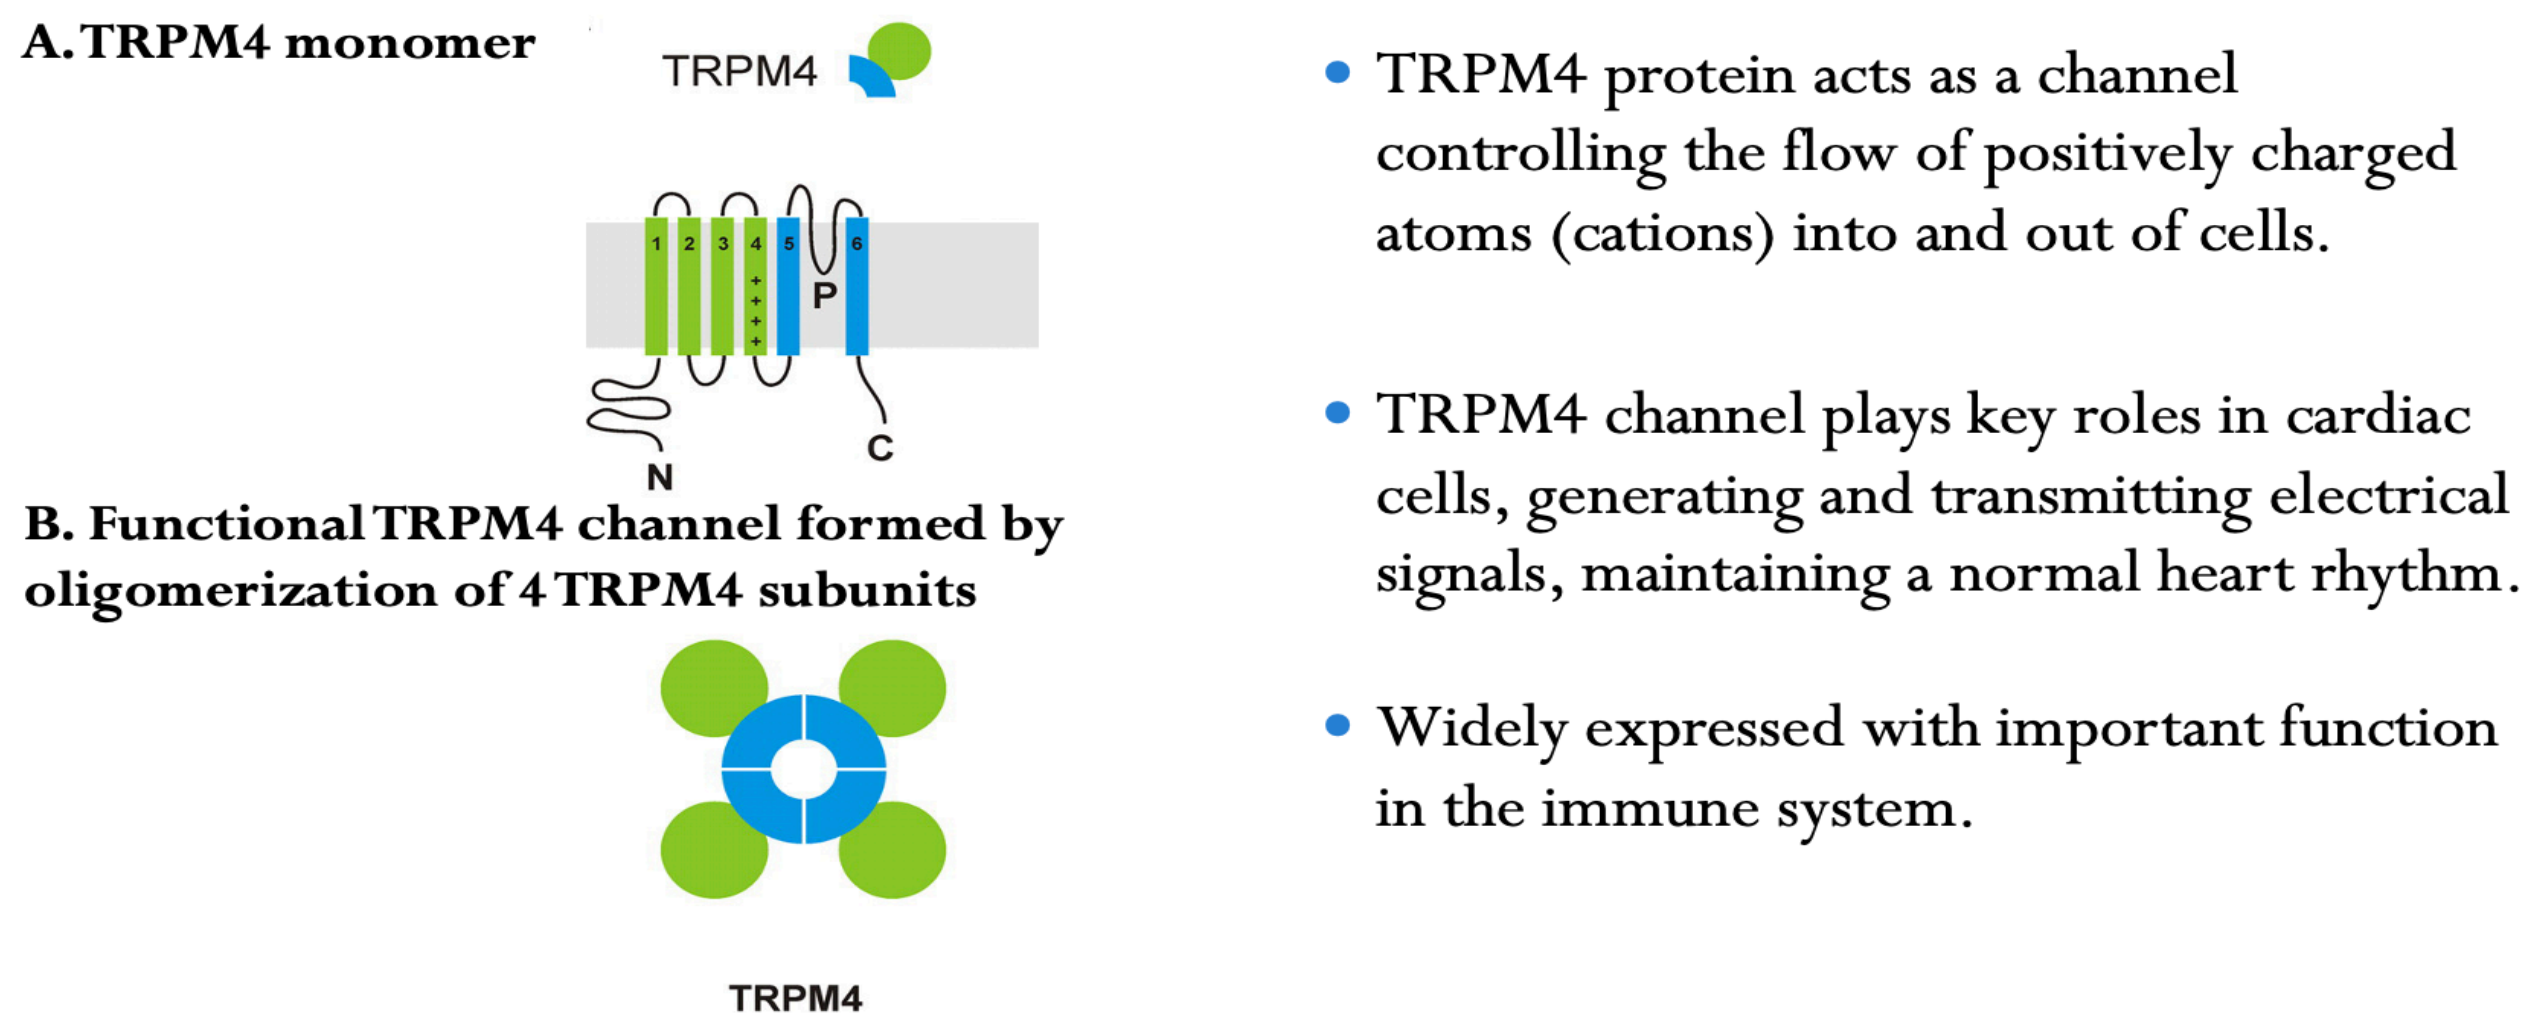 A. TRPM4 monomer
TRPM4
1 2 3 4 5 6
+
+
+
+
P
N
C
B. Functional TRPM4 channel formed by
oligomerization of 4 TRPM4 subunits
TRPM4
• TRPM4 protein acts as a channel
controlling the flow of positively charged
atoms (cations) into and out of cells.
• TRPM4 channel plays key roles in cardiac
cells, generating and transmitting electrical
signals, maintaining a normal heart rhythm.
• Widely expressed with important function
in the immune system.